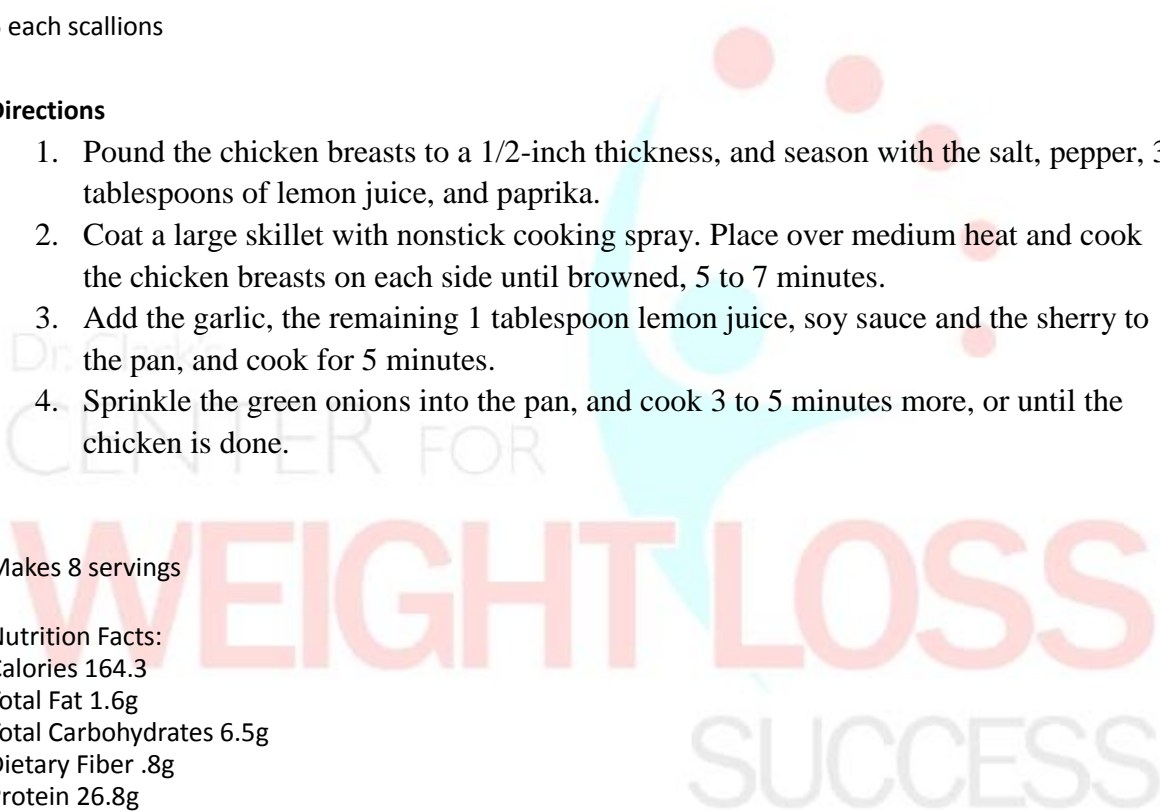 each scallions
Directions
1. Pound the chicken breasts to a 1/2-inch thickness, and season with the salt, pepper, 3
tablespoons of lemon juice, and paprika.
2. Coat a large skillet with nonstick cooking spray. Place over medium heat and cook
the chicken breasts on each side until browned, 5 to 7 minutes.
3. Add the garlic, the remaining 1 tablespoon lemon juice, soy sauce and the sherry to
the pan, and cook for 5 minutes.
4. Sprinkle the green onions into the pan, and cook 3 to 5 minutes more, or until the
chicken is done.
Dr. Clark's
CENTER FOR
WEIGHT LOSS
SUCCESS
Makes 8 servings
Nutrition Facts:
Calories 164.3
Total Fat 1.6g
Total Carbohydrates 6.5g
Dietary Fiber .8g
Protein 26.8g